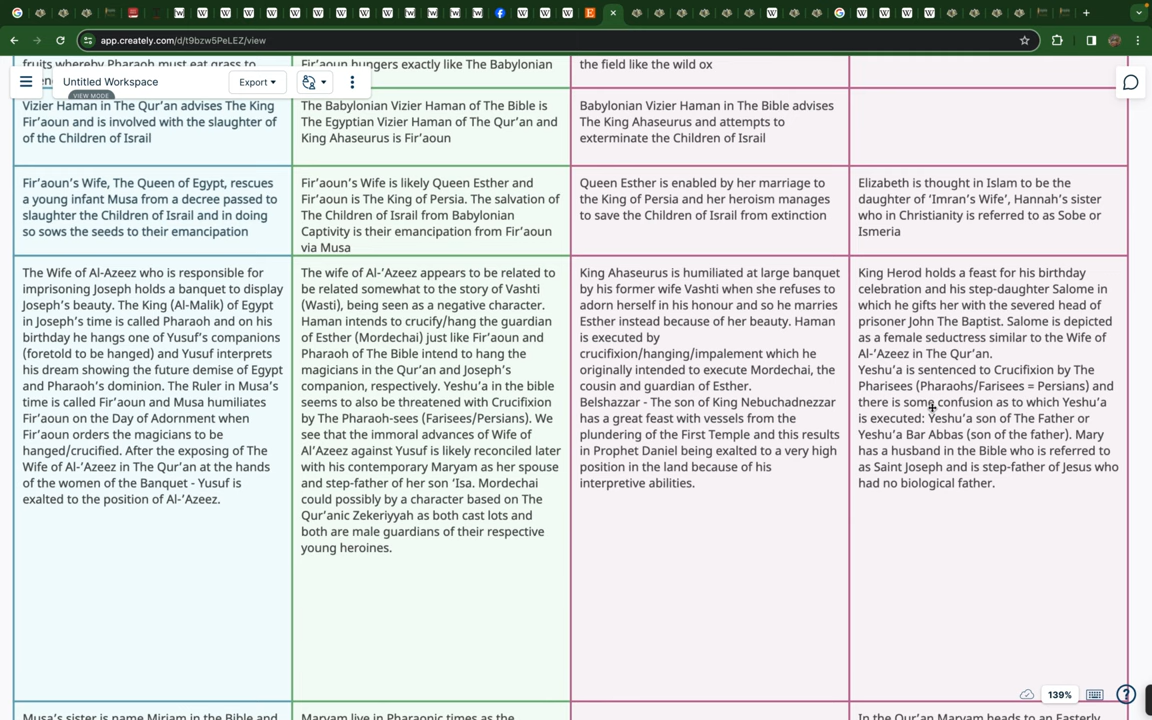 app.creately.com/d/t9bzw5PeLEZ/view
Untitled Workspace
VIEW MODE
Export
fruits whereby Pharaoh must eat grass to
Vizier Haman in The Qur’an advises The King
Fir’aoun and is involved with the slaughter of
of the Children of Israil
Fir’aoun’s Wife, The Queen of Egypt, rescues
a young infant Musa from a decree passed to
slaughter the Children of Israil and in doing
so sows the seeds to their emancipation
The Wife of Al-Azeez who is responsible for
imprisoning Joseph holds a banquet to display
Joseph’s beauty. The King (Al-Malik) of Egypt
in Joseph’s time is called Pharaoh and on his
birthday he hangs one of Yusuf’s companions
(foretold to be hanged) and Yusuf interprets
his dream showing the future demise of Egypt
and Pharaoh’s dominion. The Ruler in Musa’s
time is called Fir’aoun and Musa humiliates
Fir’aoun on the Day of Adornment when
Fir’aoun orders the magicians to be
hanged/crucified. After the exposing of The
Wife of Al-‘Azeez in The Qur’an at the hands
of the women of the Banquet - Yusuf is
exalted to the position of Al-‘Azeez.
Musa’s sister is name Miriam in the Bible and
Fir’aoun hungers exactly like The Babylonian
The Babylonian Vizier Haman of The Bible is
The Egyptian Vizier Haman of The Qur’an and
King Ahaseurus is Fir’aoun
Fir’aoun’s Wife is likely Queen Esther and
Fir’aoun is The King of Persia. The salvation of
The Children of Israil from Babylonian
Captivity is their emancipation from Fir’aoun
via Musa
The wife of Al-‘Azeez appears to be related to
be related somewhat to the story of Vashti
(Wasti), being seen as a negative character.
Haman intends to crucify/hang the guardian
of Esther (Mordechai) just like Fir’aoun and
Pharaoh of The Bible intend to hang the
magicians in the Qur’an and Joseph’s
companion, respectively. Yeshu’a in the bible
seems to also be threatened with Crucifixion
by The Pharaoh-sees (Farisees/Persians). We
see that the immoral advances of Wife of
Al’Azeez against Yusuf is likely reconciled later
with his contemporary Maryam as her spouse
and step-father of her son ‘Isa. Mordechai
could possibly by a character based on The
Qur’anic Zekeriyyah as both cast lots and
both are male guardians of their respective
young heroines.
Maryam live in Pharaonic times as the
the field like the wild ox
Babylonian Vizier Haman in The Bible advises
The King Ahaseurus and attempts to
exterminate the Children of Israil
Queen Esther is enabled by her marriage to
the King of Persia and her heroism manages
to save the Children of Israil from extinction
King Ahaseurus is humiliated at large banquet
by his former wife Vashti when she refuses to
adorn herself in his honour and so he marries
Esther instead because of her beauty. Haman
is executed by
crucifixion/hanging/impalement which he
originally intended to execute Mordechai, the
cousin and guardian of Esther.
Belshazzar - The son of King Nebuchadnezzar
has a great feast with vessels from the
plundering of the First Temple and this results
in Prophet Daniel being exalted to a very high
position in the land because of his
interpretive abilities.
Elizabeth is thought in Islam to be the
daughter of ‘Imran’s Wife’, Hannah’s sister
who in Christianity is referred to as Sobe or
Ismeria
King Herod holds a feast for his birthday
celebration and his step-daughter Salome in
which he gifts her with the severed head of
prisoner John The Baptist. Salome is depicted
as a female seductress similar to the Wife of
Al-‘Azeez in The Qur’an.
Yeshu’a is sentenced to Crucifixion by The
Pharisees (Pharaohs/Farisees = Persians) and
there is some confusion as to which Yeshu’a
is executed: Yeshu’a son of The Father or
Yeshu’a Bar Abbas (son of the father). Mary
has a husband in the Bible who is referred to
as Saint Joseph and is step-father of Jesus who
had no biological father.
In the Qur’an Maryam heads to an Easterly
139%